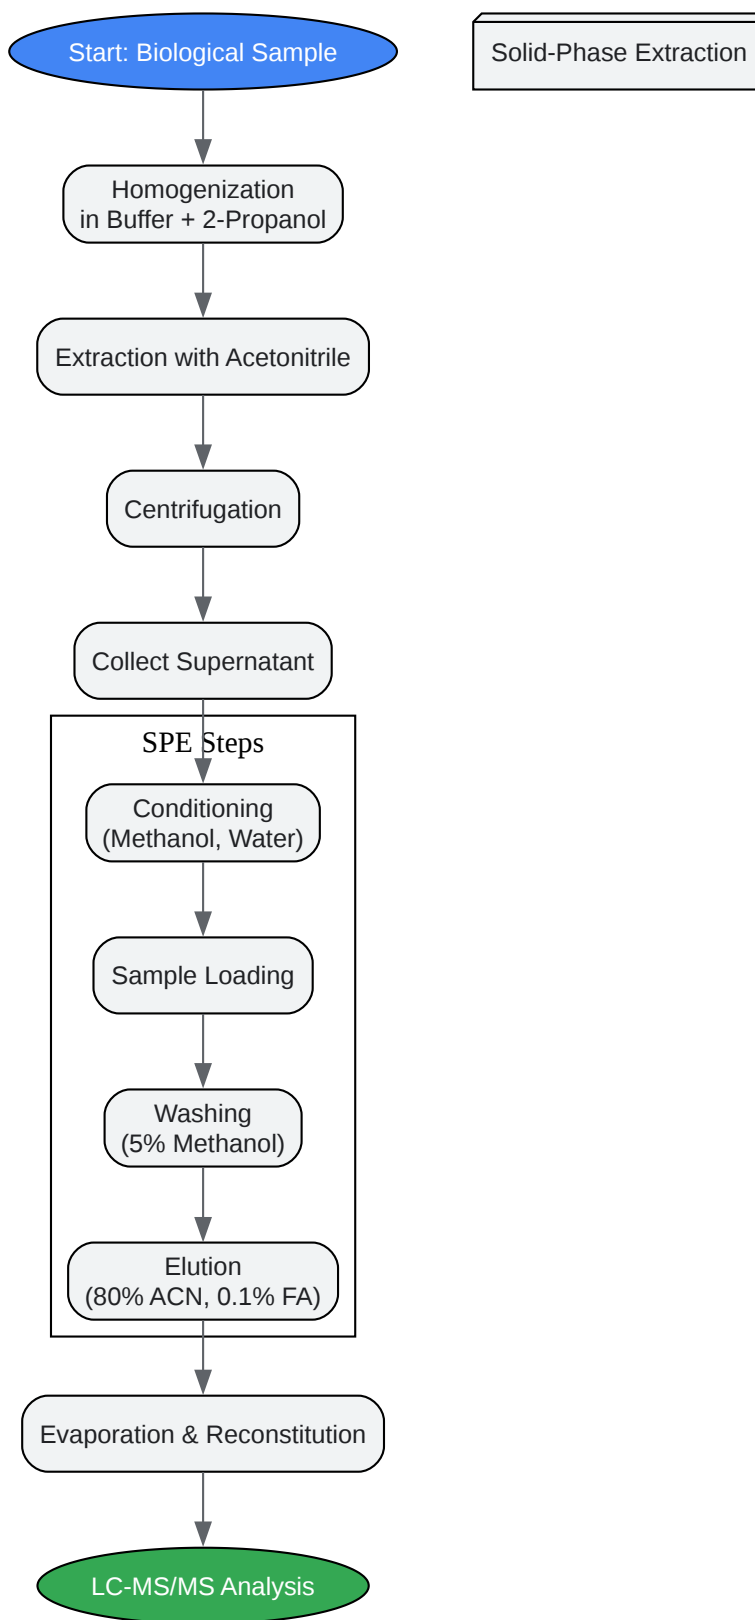 Start: Biological Sample
Solid-Phase Extraction
Homogenization
in Buffer + 2-Propanol
Extraction with Acetonitrile
Centrifugation
Collect Supernatant
SPE Steps
Conditioning
(Methanol, Water)
Sample Loading
Washing
(5% Methanol)
Elution
(80% ACN, 0.1% FA)
Evaporation & Reconstitution
LC-MS/MS Analysis